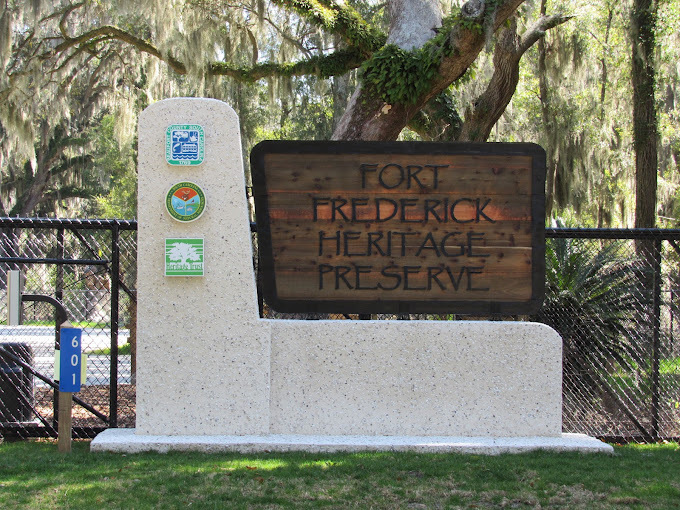 FORT
FREDERICK
HERITAGE
PRESERVE
601